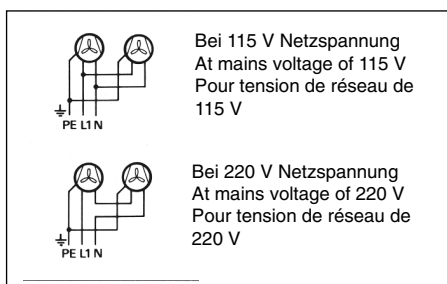 Bei 115 V Netzspannung
At mains voltage of 115 V
Pour tension de réseau de
115 V
PE L1 N
Bei 220 V Netzspannung
At mains voltage of 220 V
Pour tension de réseau de
220 V
PE L1 N